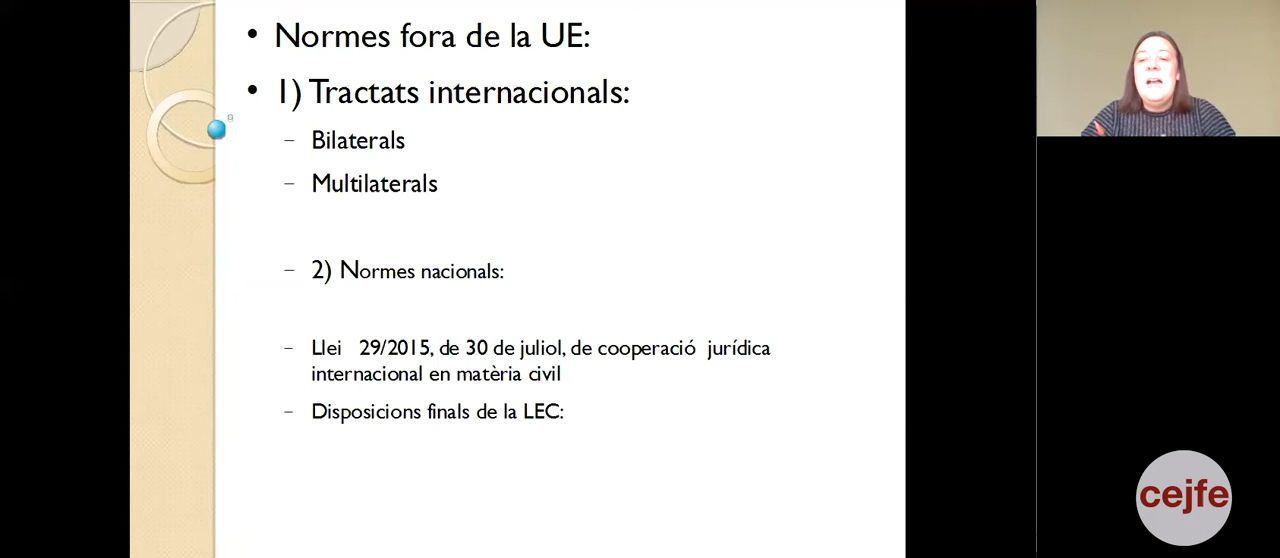 • Normes fora de la UE:
• 1) Tractats internacionals:
9
– Bilaterals
– Multilaterals
– 2) Normes nacionals:
– Llei 29/2015, de 30 de juliol, de cooperació jurídica
internacional en matèria civil
– Disposicions finals de la LEC:
cejfe